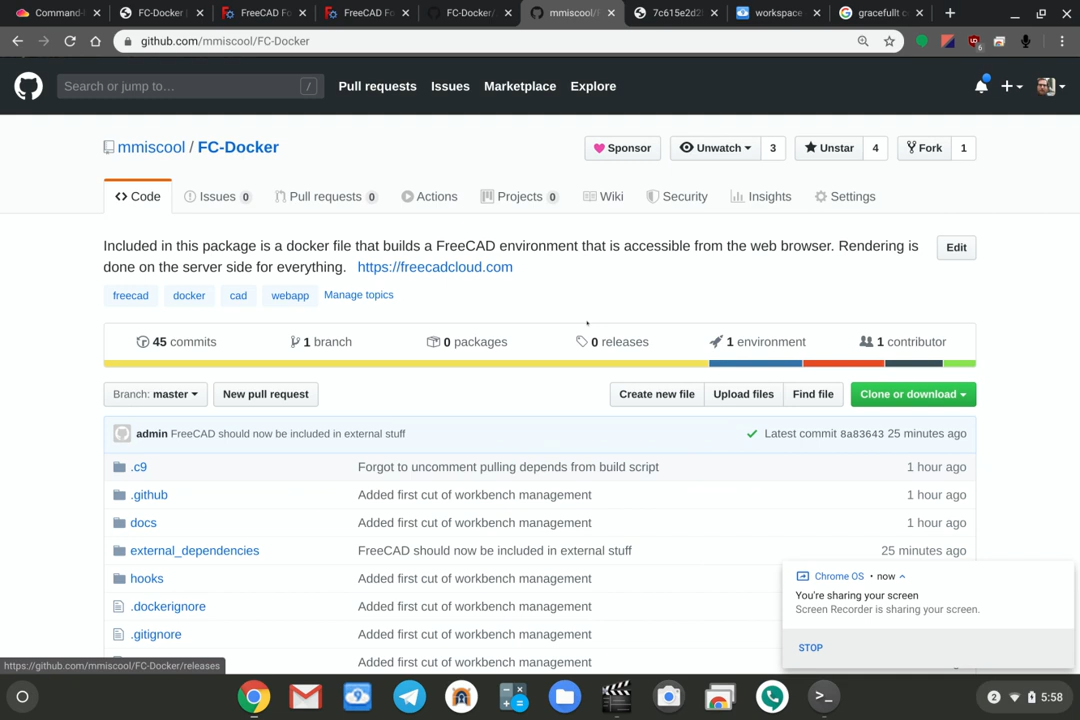 Command-
FC-Docker |
FreeCAD Fo
FreeCAD Fo
FC-Docker/
mmiscool/F
7c615e2d2
workspace
gracefullt c
github.com/mmiscool/FC-Docker
6
Search or jump to…
/
Pull requests
Issues
Marketplace
Explore
mmiscool / FC-Docker
Sponsor
Unwatch
3
Unstar
4
Fork
1
<> Code
Issues 0
Pull requests 0
Actions
Projects 0
Wiki
Security
Insights
Settings
Included in this package is a docker file that builds a FreeCAD environment that is accessible from the web browser. Rendering is
done on the server side for everything. https://freecadcloud.com
Edit
freecad
docker
cad
webapp
Manage topics
45 commits
1 branch
0 packages
0 releases
1 environment
1 contributor
Branch: master
New pull request
Create new file
Upload files
Find file
Clone or download
admin FreeCAD should now be included in external stuff
Latest commit 8a83643 25 minutes ago
.c9
Forgot to uncomment pulling depends from build script
1 hour ago
.github
Added first cut of workbench management
1 hour ago
docs
Added first cut of workbench management
1 hour ago
external_dependencies
FreeCAD should now be included in external stuff
25 minutes ago
hooks
Added first cut of workbench management
.dockerignore
Added first cut of workbench management
.gitignore
Added first cut of workbench management
Added first cut of workbench management
Chrome OS • now
You're sharing your screen
Screen Recorder is sharing your screen.
STOP
https://github.com/mmiscool/FC-Docker/releases
2
5:58